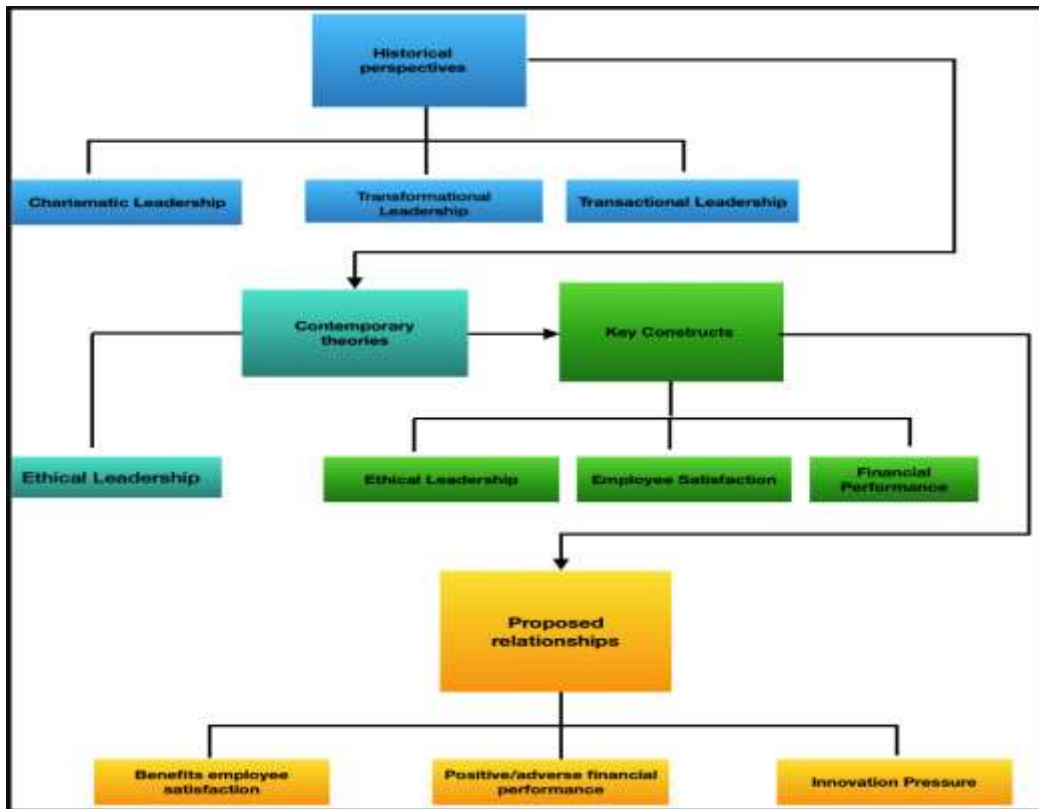 Historical
perspectives
Charismatic Leadership
Transformational
Leadership
Transactional Leadership
Contemporary
theories
Key Constructs
Ethical Leadership
Ethical Leadership
Employee Satisfaction
Financial
Performance
Proposed
relationships
Benefits employee
satisfaction
Positive/adverse financial
performance
Innovation Pressure